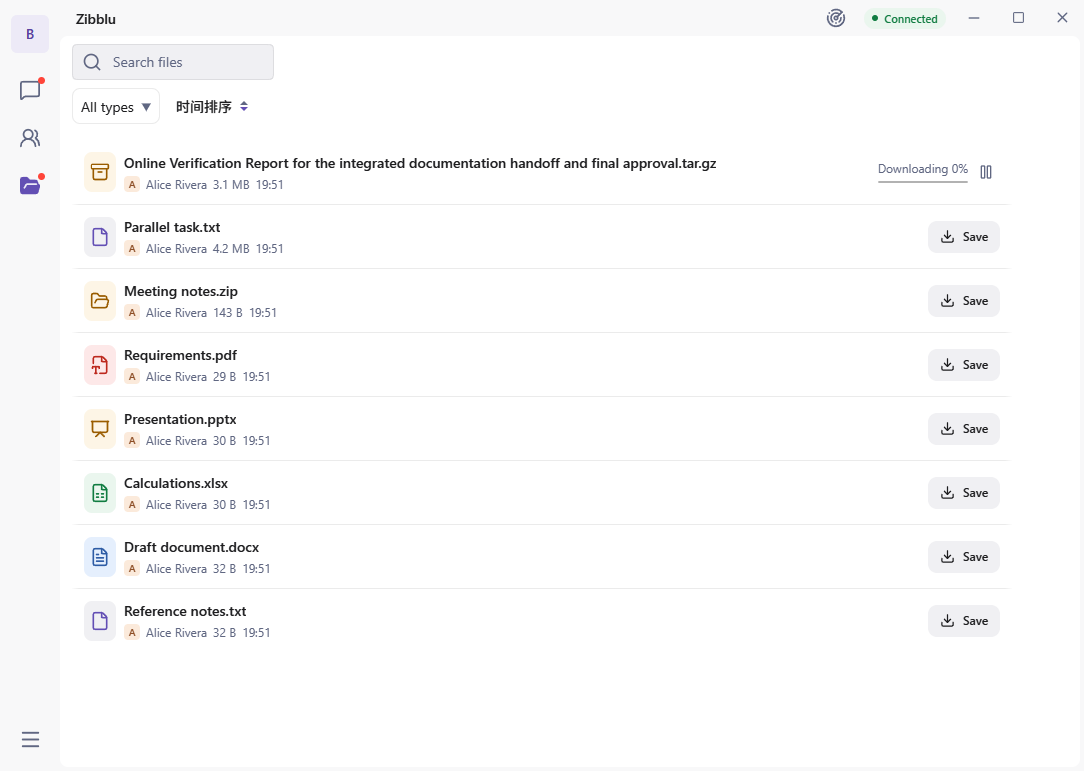 B
Zibblu
Connected
Search files
All types
时间排序
Online Verification Report for the integrated documentation handoff and final approval.tar.gz
A Alice Rivera 3.1 MB 19:51
Downloading 0%
Parallel task.txt
A Alice Rivera 4.2 MB 19:51
Save
Meeting notes.zip
A Alice Rivera 143 B 19:51
Save
Requirements.pdf
A Alice Rivera 29 B 19:51
Save
Presentation.pptx
A Alice Rivera 30 B 19:51
Save
Calculations.xlsx
A Alice Rivera 30 B 19:51
Save
Draft document.docx
A Alice Rivera 32 B 19:51
Save
Reference notes.txt
A Alice Rivera 32 B 19:51
Save